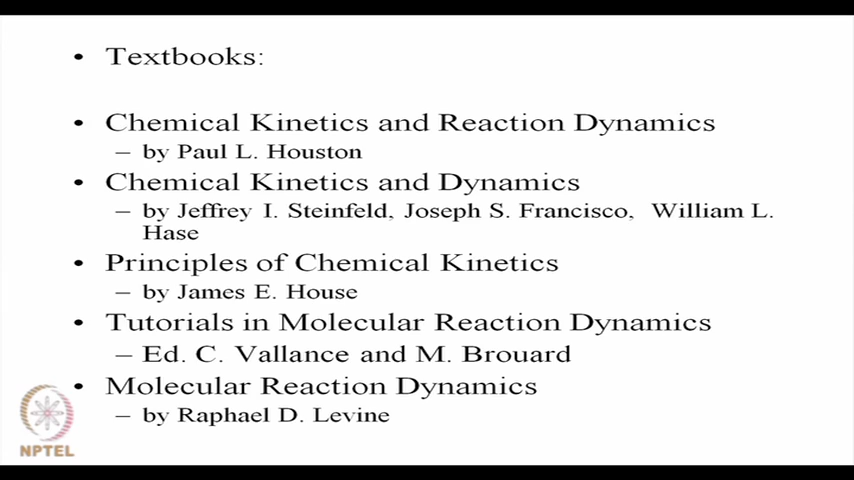 • Textbooks:
• Chemical Kinetics and Reaction Dynamics
– by Paul L. Houston
• Chemical Kinetics and Dynamics
– by Jeffrey I. Steinfeld, Joseph S. Francisco, William L.
Hase
• Principles of Chemical Kinetics
– by James E. House
• Tutorials in Molecular Reaction Dynamics
– Ed. C. Vallance and M. Brouard
• Molecular Reaction Dynamics
– by Raphael D. Levine
NPTEL